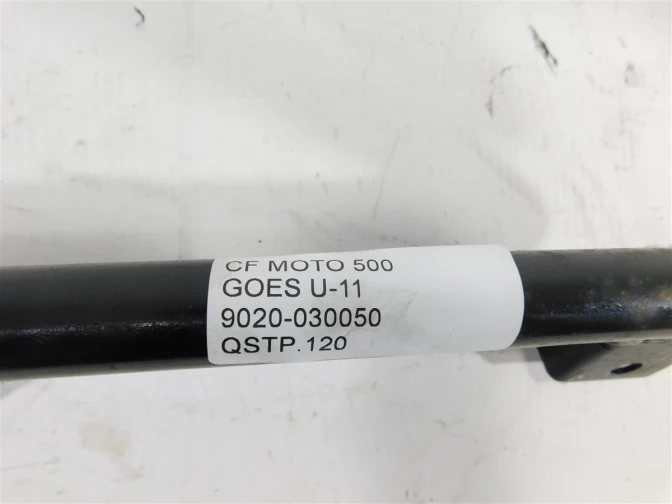 CF MOTO 500
GOES U-11
9020-030050
QSTP.120